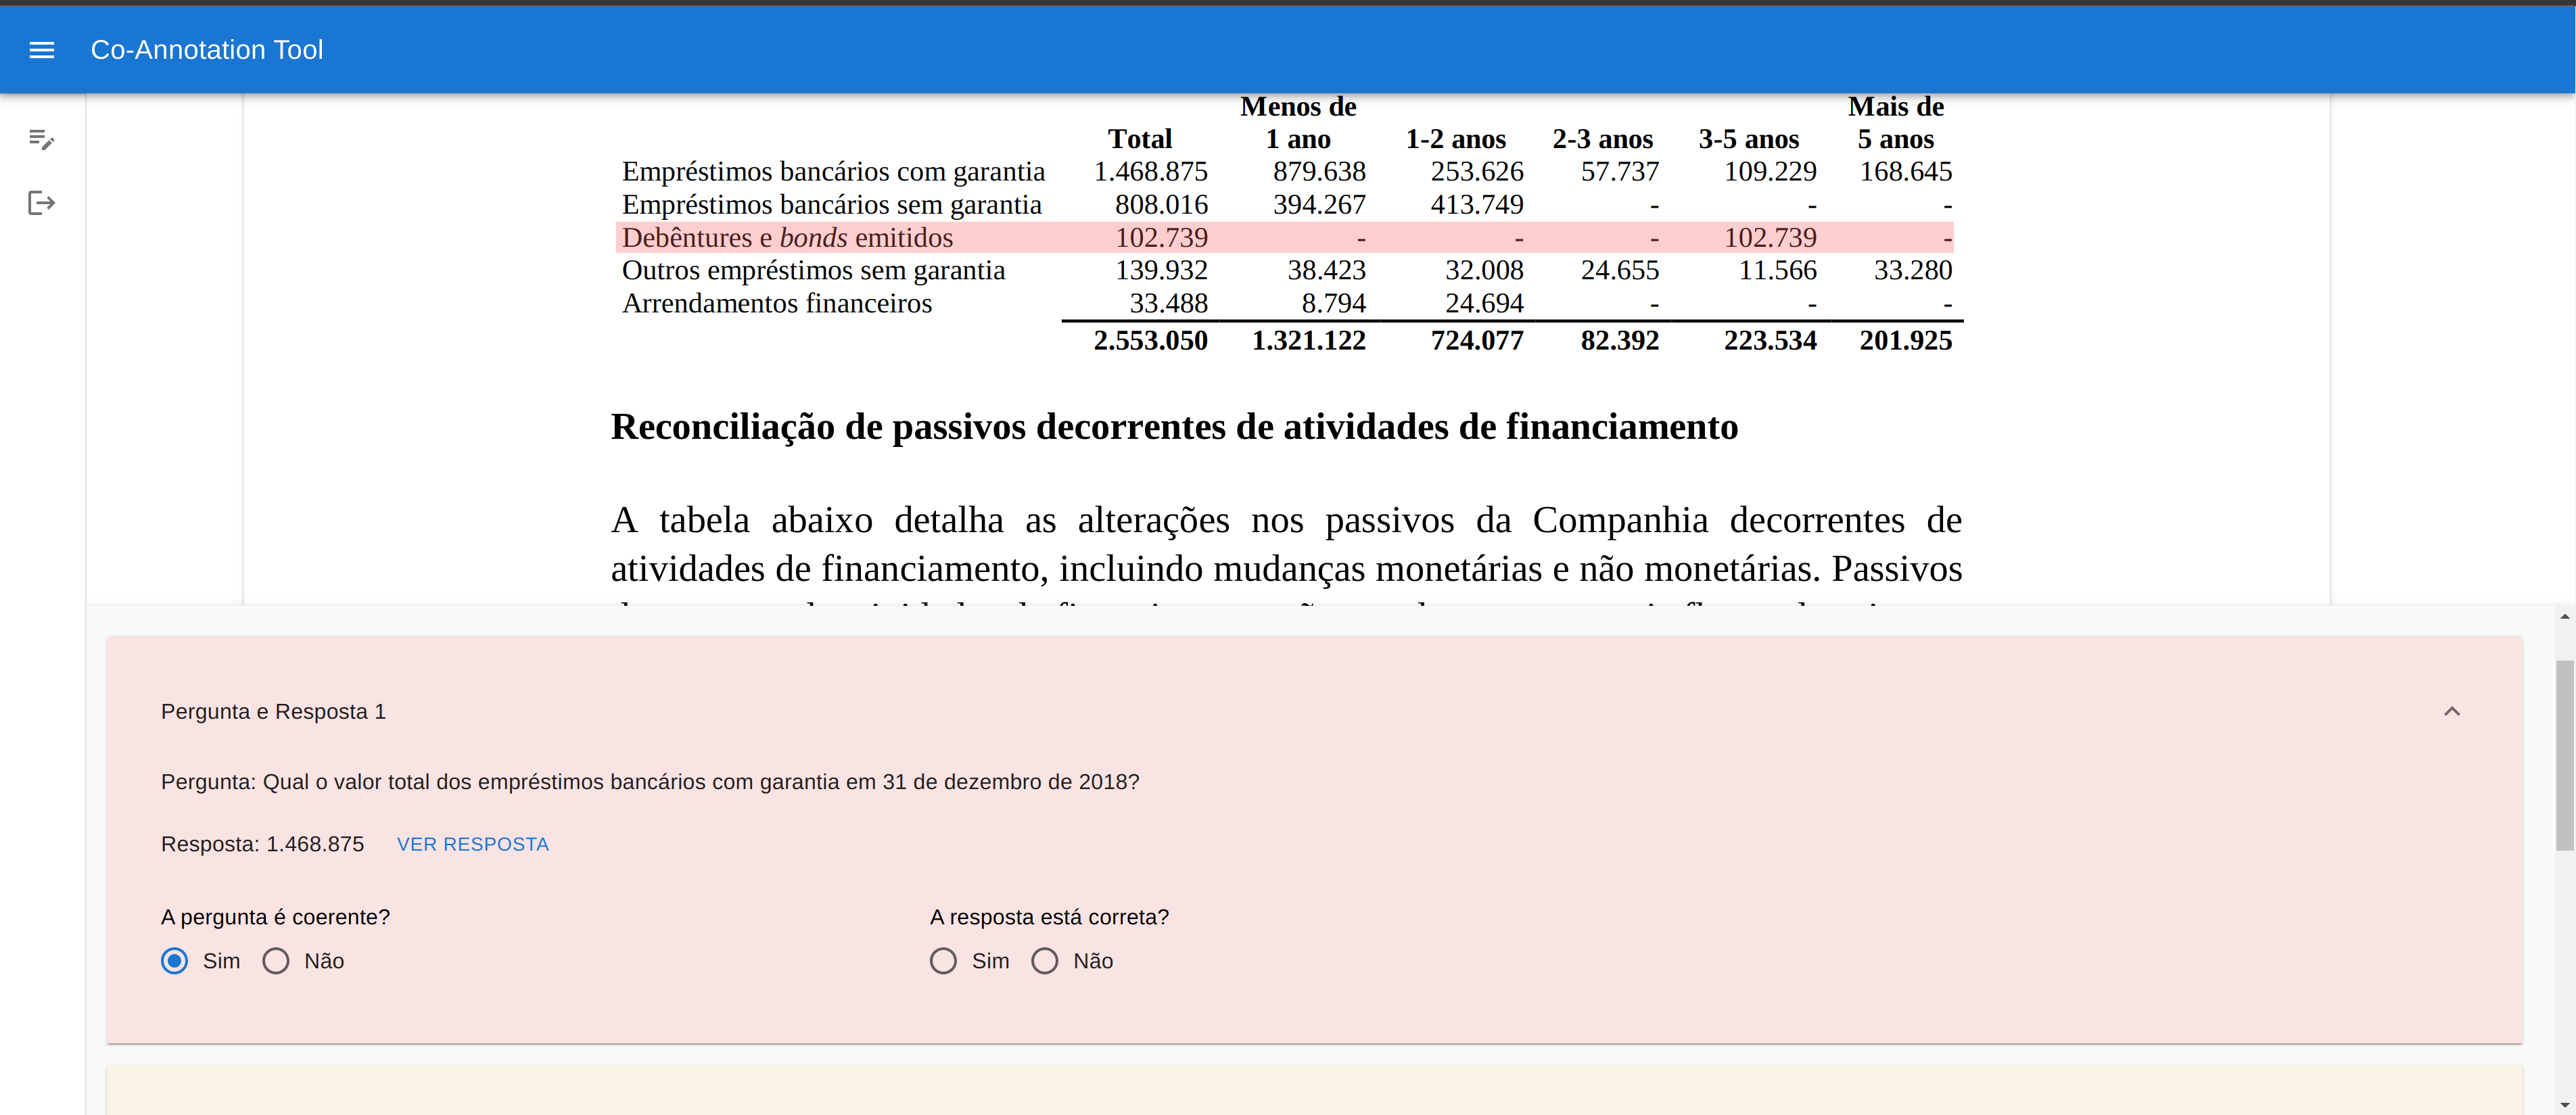 Co-Annotation Tool
Menos de Mais de
Total 1 ano 1-2 anos 2-3 anos 3-5 anos 5 anos
Empréstimos bancários com garantia 1.468.875 879.638 253.626 57.737 109.229 168.645
Empréstimos bancários sem garantia 808.016 394.267 413.749 - - -
Debêntures e bonds emitidos 102.739 - - - 102.739 -
Outros empréstimos sem garantia 139.932 38.423 32.008 24.655 11.566 33.280
Arrendamentos financeiros 33.488 8.794 24.694 - - -
2.553.050 1.321.122 724.077 82.392 223.534 201.925
Reconciliação de passivos decorrentes de atividades de financiamento
A tabela abaixo detalha as alterações nos passivos da Companhia decorrentes de
atividades de financiamento, incluindo mudanças monetárias e não monetárias. Passivos
Pergunta e Resposta 1
Pergunta: Qual o valor total dos empréstimos bancários com garantia em 31 de dezembro de 2018?
Resposta: 1.468.875 VER RESPOSTA
A pergunta é coerente? A resposta está correta?
Sim Não Sim Não